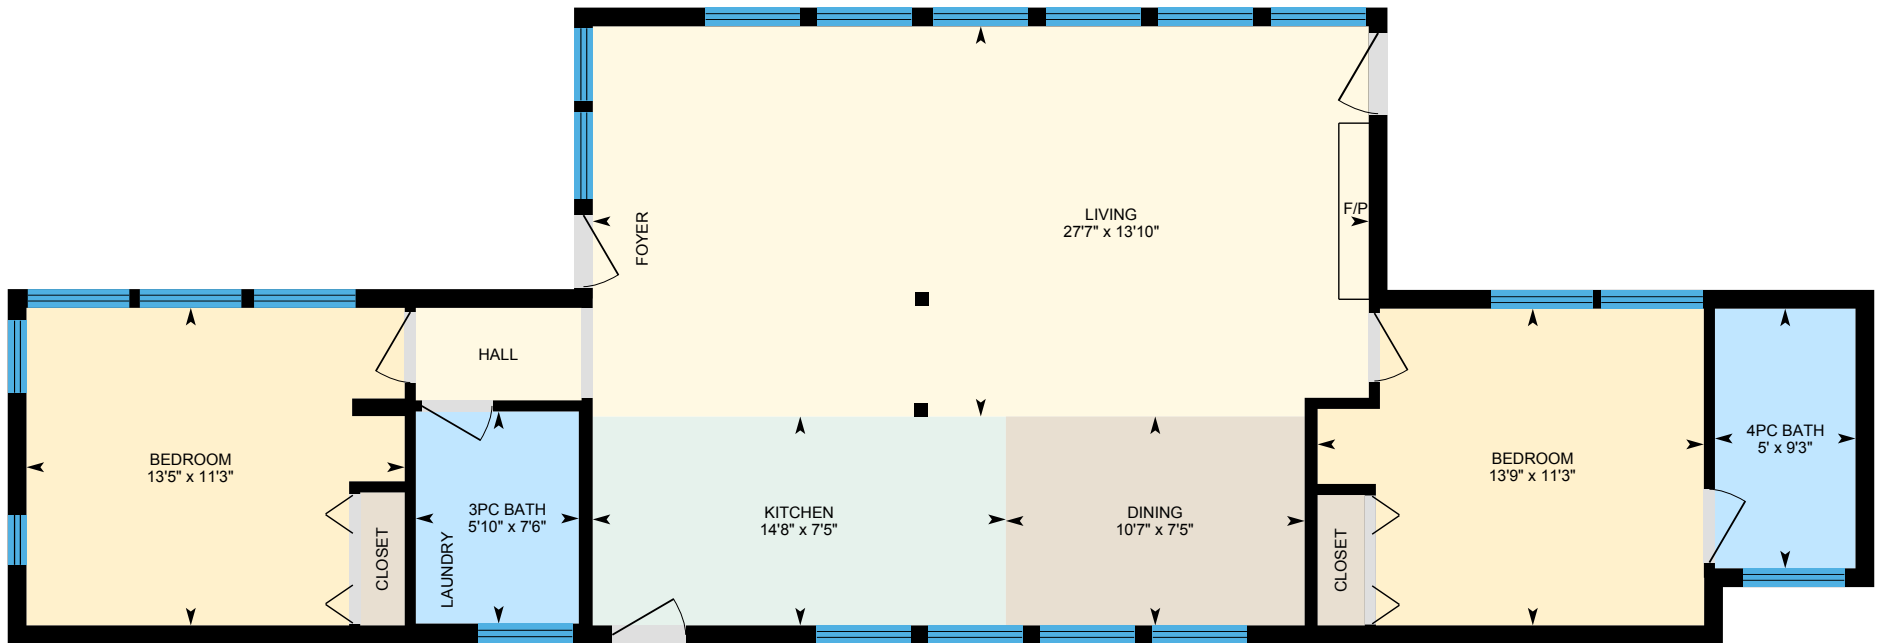 FOYER
LIVING
27'7" x 13'10"
F/P
HALL
BEDROOM
13'5" x 11'3"
CLOSET
LAUNDRY
3PC BATH
5'10" x 7'6"
KITCHEN
14'8" x 7'5"
DINING
10'7" x 7'5"
CLOSET
BEDROOM
13'9" x 11'3"
4PC BATH
5' x 9'3"